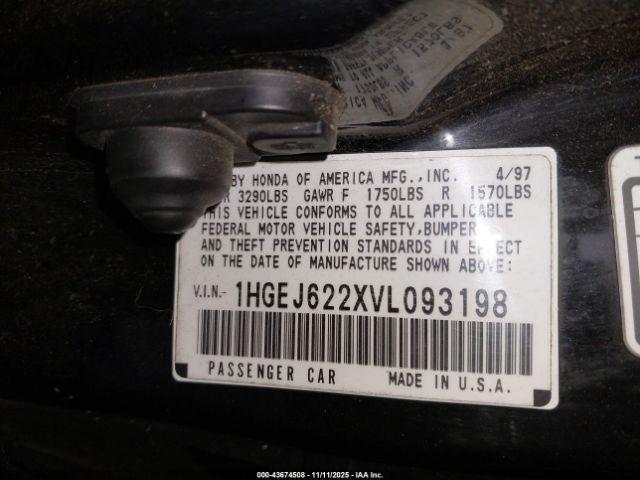 BY HONDA OF AMERICA MFG.,INC. 4/97
3290LBS GAWR F 1750LBS R 1570LBS
THIS VEHICLE CONFORMS TO ALL APPLICABLE
FEDERAL MOTOR VEHICLE SAFETY,BUMPER
AND THEFT PREVENTION STANDARDS IN EFFECT
ON THE DATE OF MANUFACTURE SHOWN ABOVE:
V.I.N.- 1HGEJ622XVL093198
PASSENGER CAR MADE IN U.S.A.
000-43674508 - 11/11/2025 - IAA Inc.